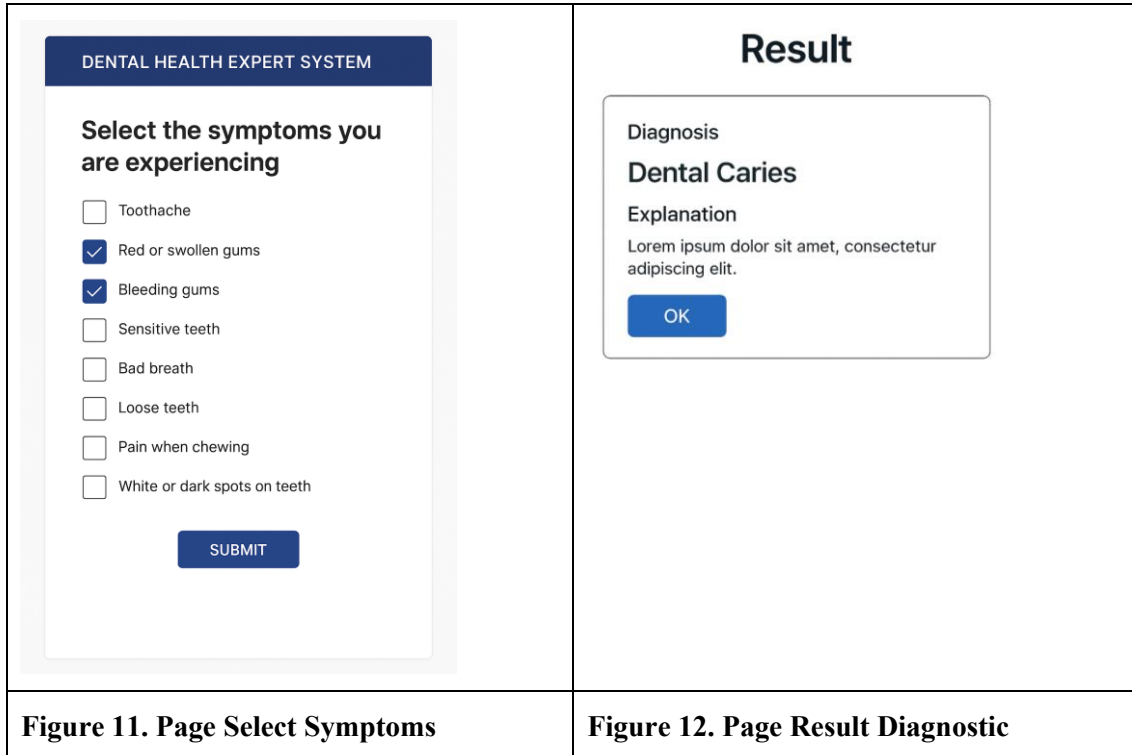 DENTAL HEALTH EXPERT SYSTEM
Select the symptoms you
are experiencing
Toothache
Red or swollen gums
Bleeding gums
Sensitive teeth
Bad breath
Loose teeth
Pain when chewing
White or dark spots on teeth
SUBMIT
Figure 11. Page Select Symptoms
Result
Diagnosis
Dental Caries
Explanation
Lorem ipsum dolor sit amet, consectetur
adipiscing elit.
OK
Figure 12. Page Result Diagnostic